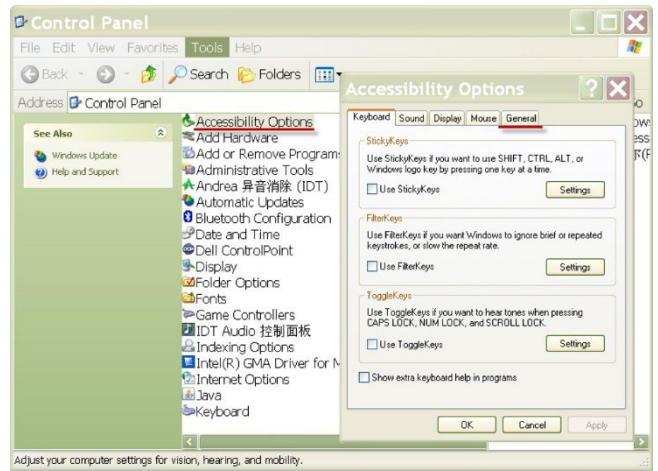 Control Panel
File Edit View Favorites Tools Help
Back Search Folders
Address Control Panel
See Also
Windows Update
Help and Support
Accessibility Options
Add Hardware
Add or Remove Program
Administrative Tools
Andrea 异音消除 (IDT)
Automatic Updates
Bluetooth Configuration
Date and Time
Dell ControlPoint
Display
Folder Options
Fonts
Game Controllers
IDT Audio 控制面板
Indexing Options
Intel(R) GMA Driver for M
Internet Options
Java
Keyboard
Accessibility Options
Keyboard Sound Display Mouse General
StickyKeys
Use StickyKeys if you want to use SHIFT, CTRL, ALT, or
Windows logo key by pressing one key at a time.
Use StickyKeys Settings
FilterKeys
Use FilterKeys if you want Windows to ignore brief or repeated
keystrokes, or slow the repeat rate.
Use FilterKeys Settings
ToggleKeys
Use ToggleKeys if you want to hear tones when pressing
CAPS LOCK, NUM LOCK, and SCROLL LOCK.
Use ToggleKeys Settings
Show extra keyboard help in programs
OK Cancel Apply
Adjust your computer settings for vision, hearing, and mobility.